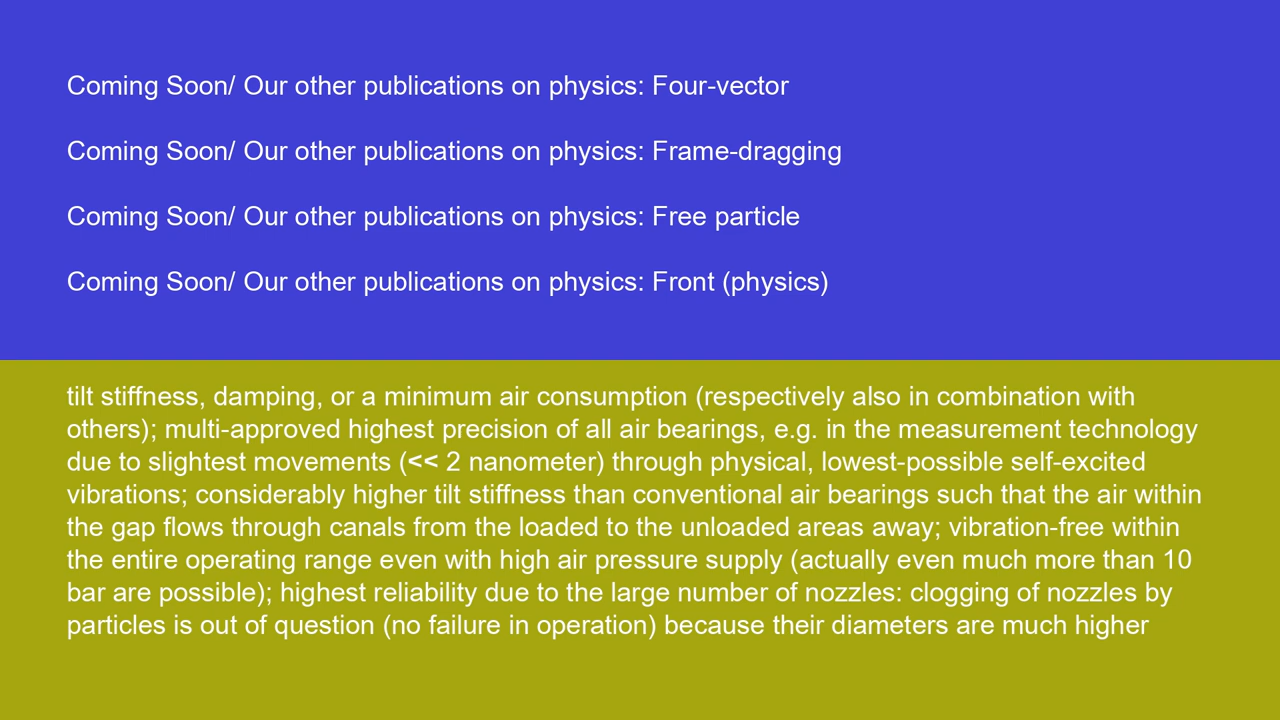 Coming Soon/ Our other publications on physics: Four-vector
Coming Soon/ Our other publications on physics: Frame-dragging
Coming Soon/ Our other publications on physics: Free particle
Coming Soon/ Our other publications on physics: Front (physics)
tilt stiffness, damping, or a minimum air consumption (respectively also in combination with
others); multi-approved highest precision of all air bearings, e.g. in the measurement technology
due to slightest movements (<< 2 nanometer) through physical, lowest-possible self-excited
vibrations; considerably higher tilt stiffness than conventional air bearings such that the air within
the gap flows through canals from the loaded to the unloaded areas away; vibration-free within
the entire operating range even with high air pressure supply (actually even much more than 10
bar are possible); highest reliability due to the large number of nozzles: clogging of nozzles by
particles is out of question (no failure in operation) because their diameters are much higher